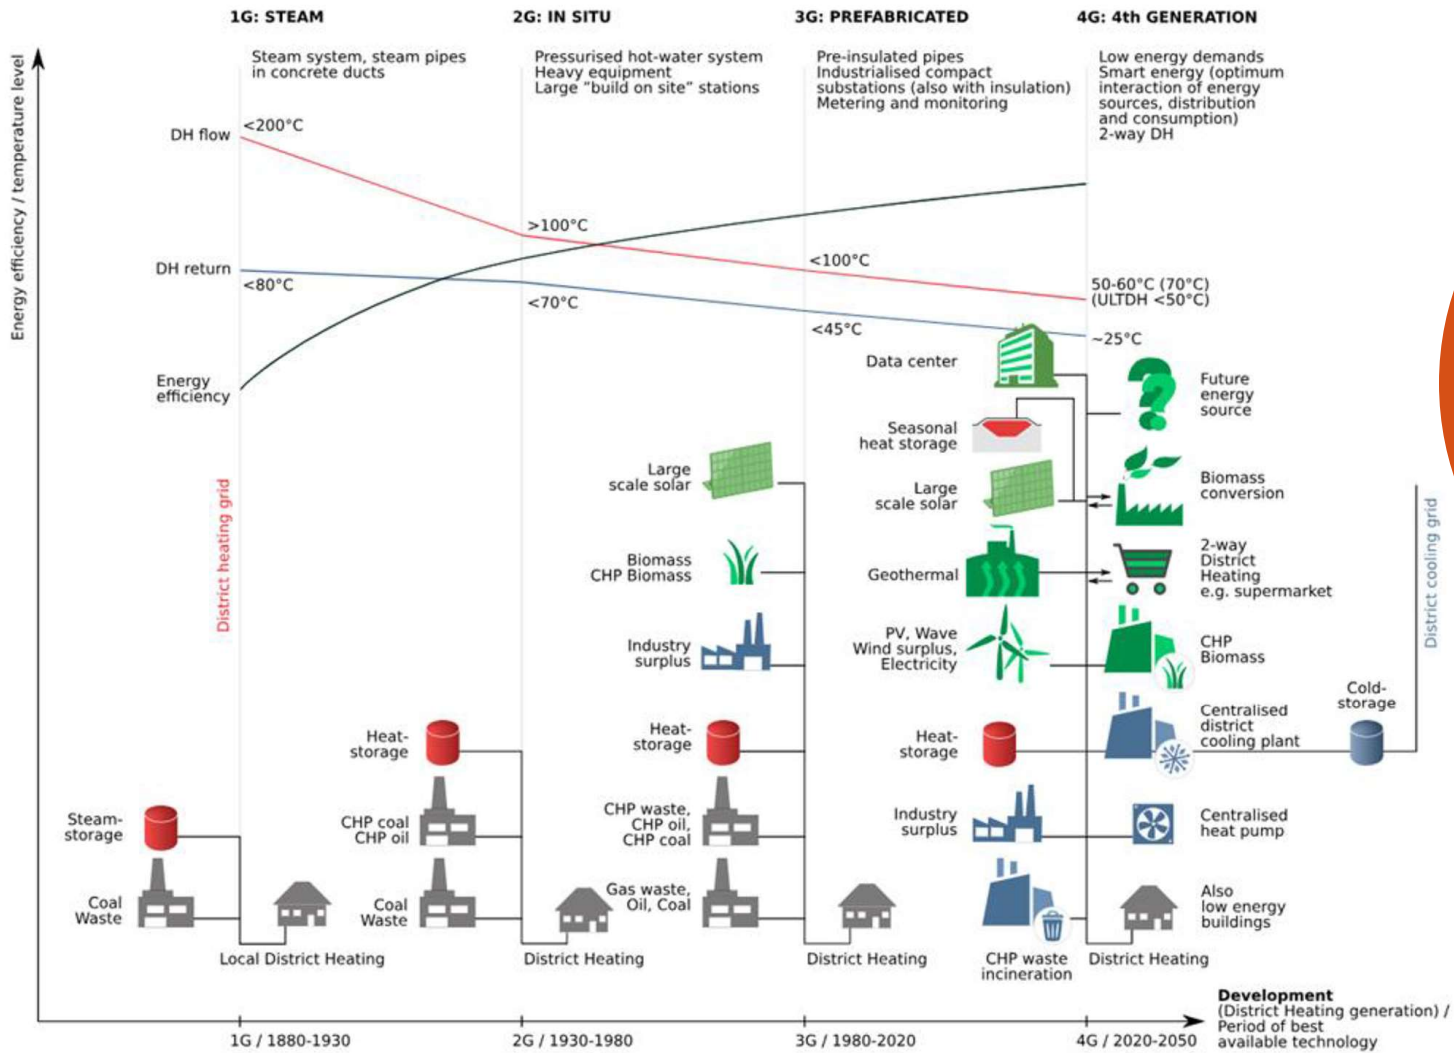 1G: STEAM
2G: IN SITU
3G: PREFABRICATED
4G: 4th GENERATION
Steam system, steam pipes
in concrete ducts
Pressurised hot-water system
Heavy equipment
Large “build on site” stations
Pre-insulated pipes
Industrialised compact
substations (also with insulation)
Metering and monitoring
Low energy demands
Smart energy (optimum
interaction of energy
sources, distribution
and consumption)
2-way DH
Energy efficiency / temperature level
DH flow
<200°C
>100°C
<100°C
50-60°C (70°C)
(ULTDH <50°C)
DH return
<80°C
<70°C
<45°C
~25°C
Energy
efficiency
District heating grid
Steam-
storage
Coal
Waste
Local District Heating
Heat-
storage
CHP coal
CHP oil
Coal
Waste
District Heating
Large
scale solar
Biomass
CHP Biomass
Industry
surplus
Heat-
storage
CHP waste,
CHP oil,
CHP coal
Gas waste,
Oil, Coal
District Heating
Data center
Seasonal
heat storage
Large
scale solar
Geothermal
PV, Wave
Wind surplus,
Electricity
Heat-
storage
Industry
surplus
CHP waste
incineration
Future
energy
source
Biomass
conversion
2-way
District
Heating
e.g. supermarket
CHP
Biomass
Centralised
district
cooling plant
Centralised
heat pump
Also
low energy
buildings
District Heating
Cold-
storage
District cooling grid
1G / 1880-1930
2G / 1930-1980
3G / 1980-2020
4G / 2020-2050
Development
(District Heating generation) /
Period of best
available technology